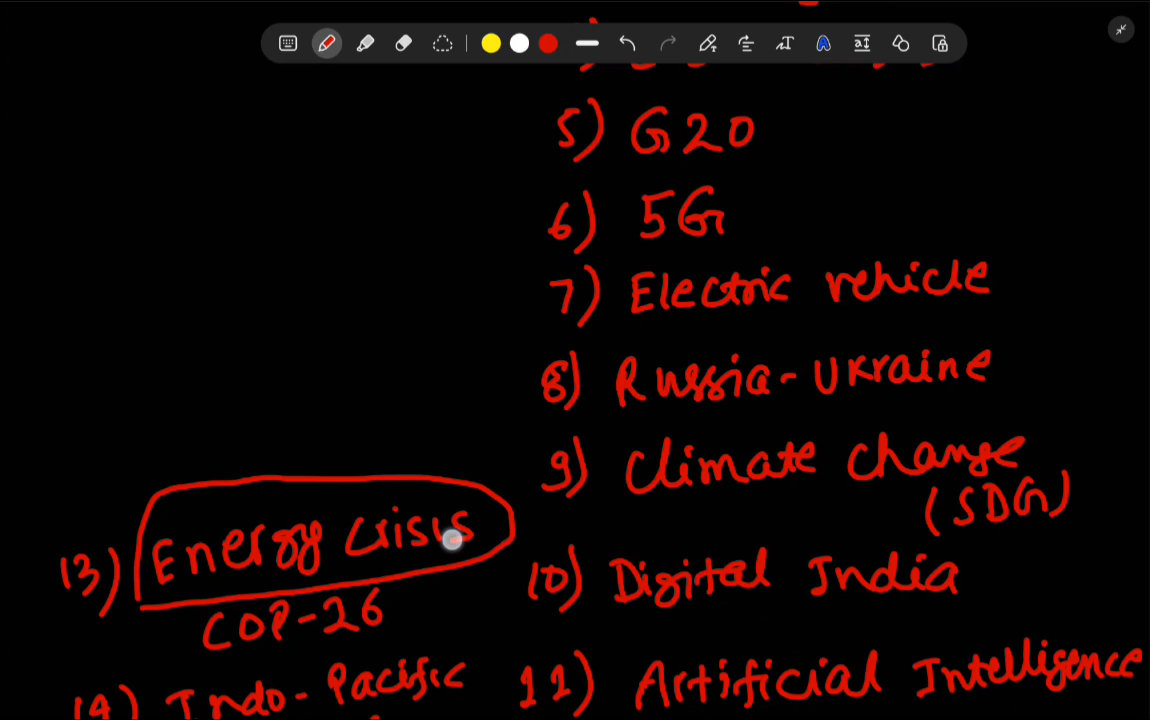 5) G20
6) 5G
7) Electric vehicle
8) Russia-Ukraine
9) Climate change
(SDG)
10) Digital India
11) Artificial Intelligence
13) Energy crisis
COP-26
14) Indo-Pacific